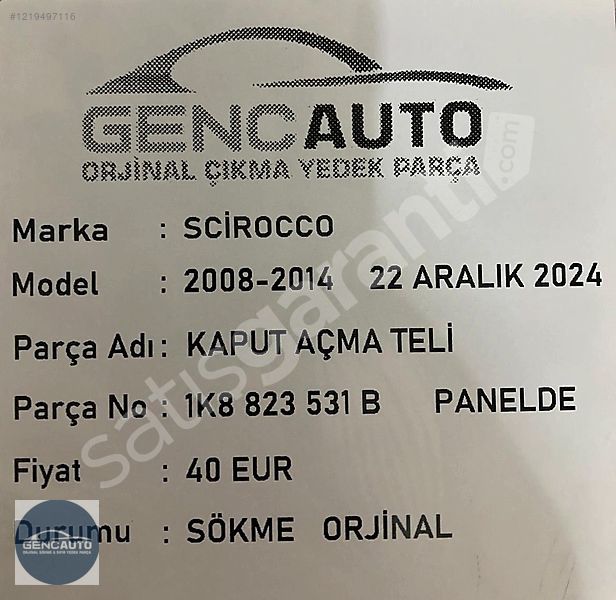 #1219497116
GENCAUTO
ORJİNAL ÇIKMA YEDEK PARÇA
Marka : SCİROCCO
Model : 2008-2014 22 ARALIK 2024
Parça Adı : KAPUT AÇMA TELİ
Parça No : 1K8 823 531 B PANELDE
Fiyat : 40 EUR
Durumu : SÖKME ORJİNAL
satisgaranti.com
GENCAUTO